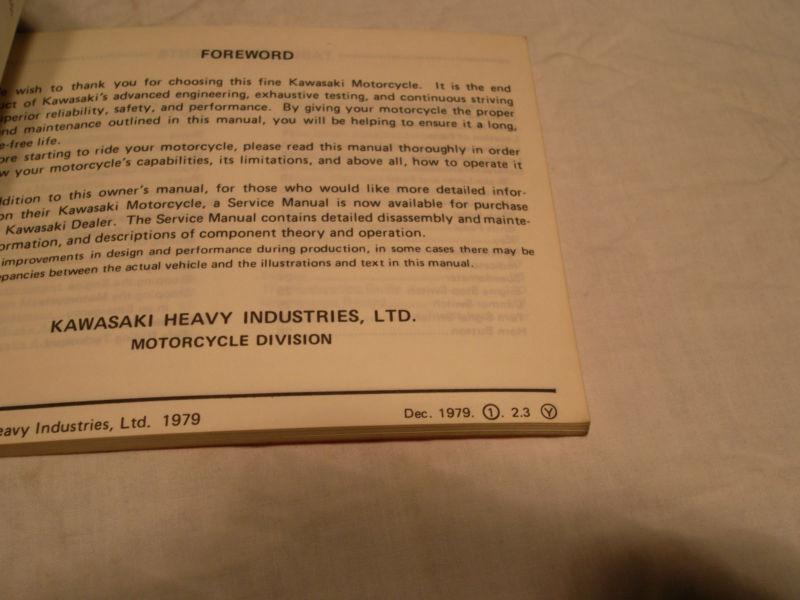 FOREWORD
wish to thank you for choosing this fine Kawasaki Motorcycle. It is the end
of Kawasaki's advanced engineering, exhaustive testing, and continuous striving
reliability, safety, and performance. By giving your motorcycle the proper
maintenance outlined in this manual, you will be helping to ensure it a long,
-free life.
starting to ride your motorcycle, please read this manual thoroughly in order
your motorcycle's capabilities, its limitations, and above all, how to operate it
to this owner's manual, for those who would like more detailed infor-
on their Kawasaki Motorcycle, a Service Manual is now available for purchase
Kawasaki Dealer. The Service Manual contains detailed disassembly and mainte-
ormation, and descriptions of component theory and operation.
improvements in design and performance during production, in some cases there may be
epancies between the actual vehicle and the illustrations and text in this manual.
KAWASAKI HEAVY INDUSTRIES, LTD.
MOTORCYCLE DIVISION
eavy Industries, Ltd. 1979
Dec. 1979. ①. 2.3 Ⓨ